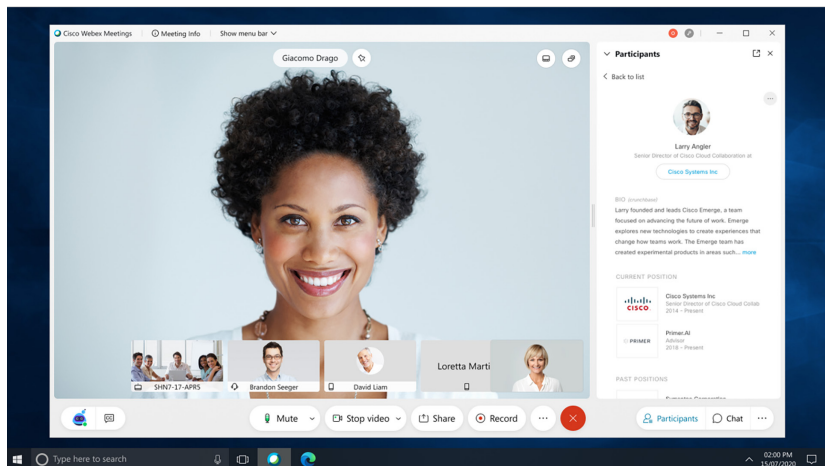 Cisco Webex Meetings
Meeting info
Show menu bar
Giacomo Drago
SHN7-17-APR5
Brandon Seeger
David Liam
Loretta Marti
Participants
Back to list
Larry Angler
Senior Director of Cisco Cloud Collaboration at
Cisco Systems Inc
BIO (crunchbase)
Larry founded and leads Cisco Emerge, a team
focused on advancing the future of work. Emerge
explores new technologies to create experiences that
change how teams work. The Emerge team has
created experimental products in areas such... more
CURRENT POSITION
CISCO
Cisco Systems Inc
Senior Director of Cisco Cloud Collab
2014 - Present
PRIMER
Primer.AI
Advisor
2018 - Present
PAST POSITIONS
Mute
Stop video
Share
Record
Participants
Chat
Type here to search
02:00 PM
15/07/2020